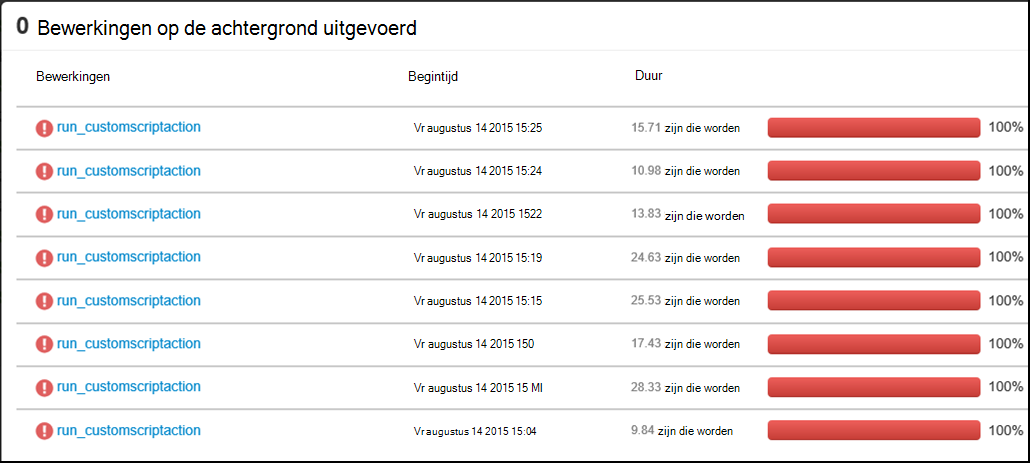 0 Bewerkingen op de achtergrond uitgevoerd
Bewerkingen Begintijd Duur
run_customscriptaction Vr augustus 14 2015 15:25 15.71 zijn die worden 100%
run_customscriptaction Vr augustus 14 2015 15:24 10.98 zijn die worden 100%
run_customscriptaction Vr augustus 14 2015 1522 13.83 zijn die worden 100%
run_customscriptaction Vr augustus 14 2015 15:19 24.63 zijn die worden 100%
run_customscriptaction Vr augustus 14 2015 15:15 25.53 zijn die worden 100%
run_customscriptaction Vr augustus 14 2015 150 17.43 zijn die worden 100%
run_customscriptaction Vr augustus 14 2015 15 MI 28.33 zijn die worden 100%
run_customscriptaction Vr augustus 14 2015 15:04 9.84 zijn die worden 100%